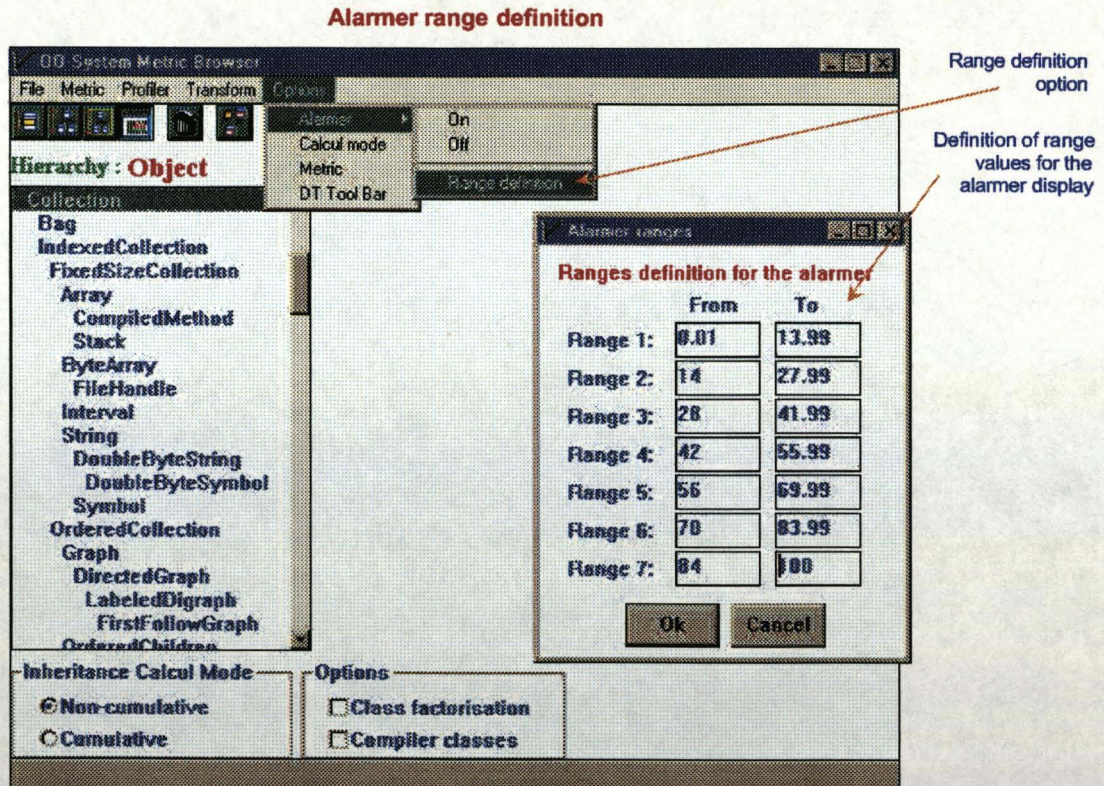 Alarmer range definition
OO System Metric Browser
File Metric Profiler Transform Options
Alarmer
Calcul mode
Metric
DT Tool Bar
On
Off
Range definition
Range definition
option
Definition of range
values for the
alarmer display
Hierarchy : Object
Collection
Bag
IndexedCollection
FixedSizeCollection
Array
CompiledMethod
Stack
ByteArray
FileHandle
Interval
String
DoubleByteString
DoubleByteSymbol
Symbol
OrderedCollection
Graph
DirectedGraph
LabeledDigraph
FirstFollowGraph
OrderedChildren
Alarmer ranges
Ranges definition for the alarmer
From To
Range 1: 0.01 13.99
Range 2: 14 27.99
Range 3: 28 41.99
Range 4: 42 55.99
Range 5: 56 69.99
Range 6: 70 83.99
Range 7: 84 100
Ok Cancel
Inheritance Calcul Mode
Non-cumulative
Cumulative
Options
Class factorisation
Compiler classes